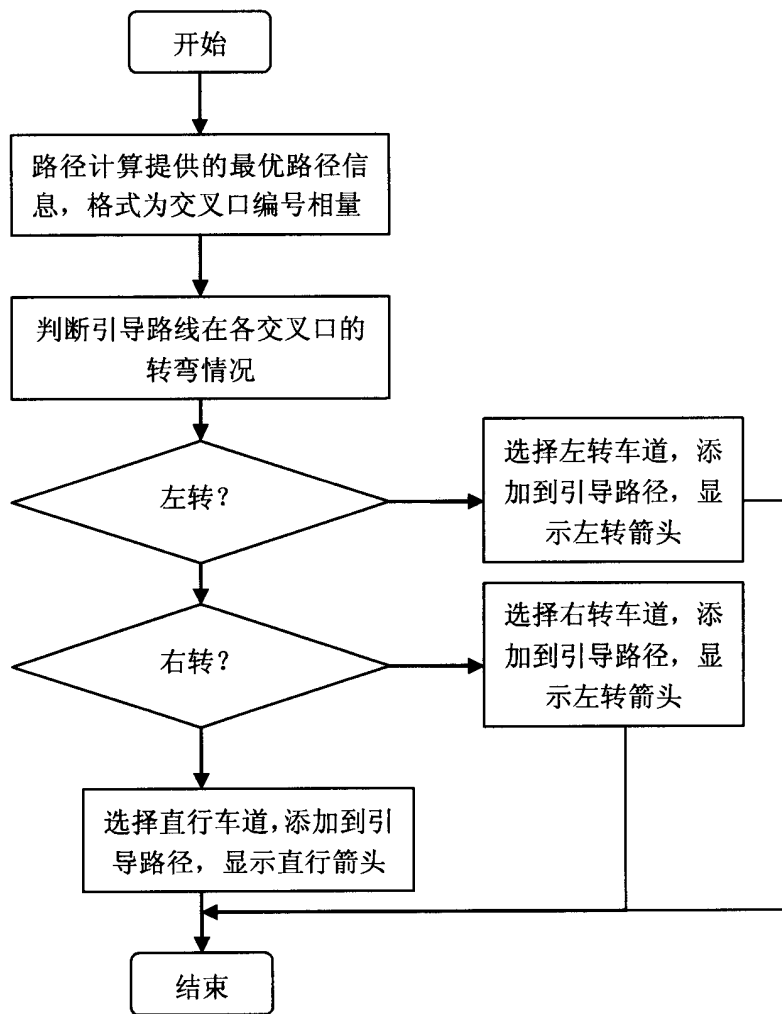 开始
路径计算提供的最优路径信
息，格式为交叉口编号相量
判断引导路线在各交叉口的
转弯情况
左转？
选择左转车道，添
加到引导路径，显
示左转箭头
右转？
选择右转车道，添
加到引导路径，显
示左转箭头
选择直行车道，添加到引
导路径，显示直行箭头
结束